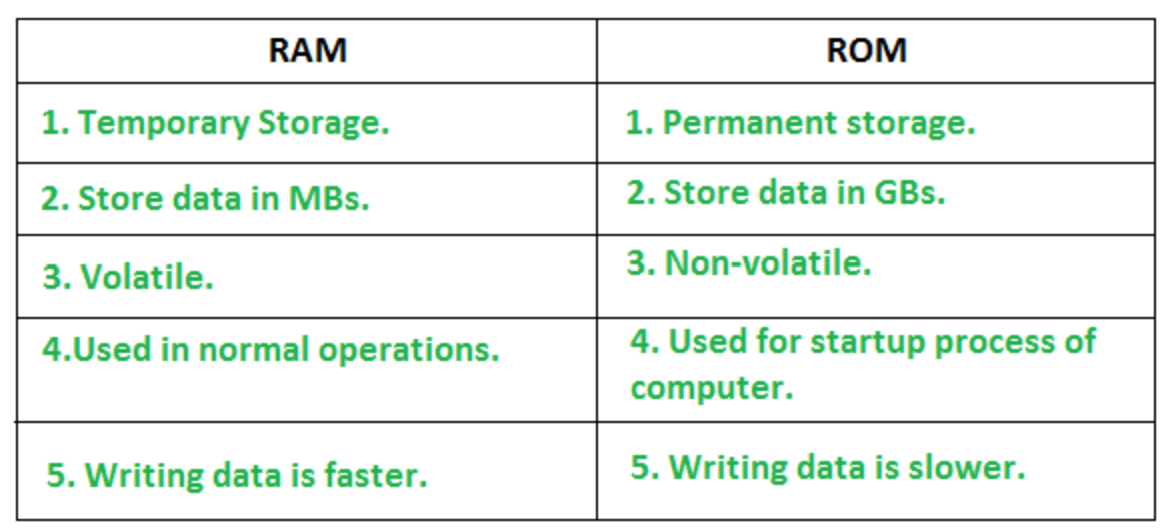 RAM
ROM
1. Temporary Storage.
1. Permanent storage.
2. Store data in MBs.
2. Store data in GBs.
3. Volatile.
3. Non-volatile.
4.Used in normal operations.
4. Used for startup process of
computer.
5. Writing data is faster.
5. Writing data is slower.